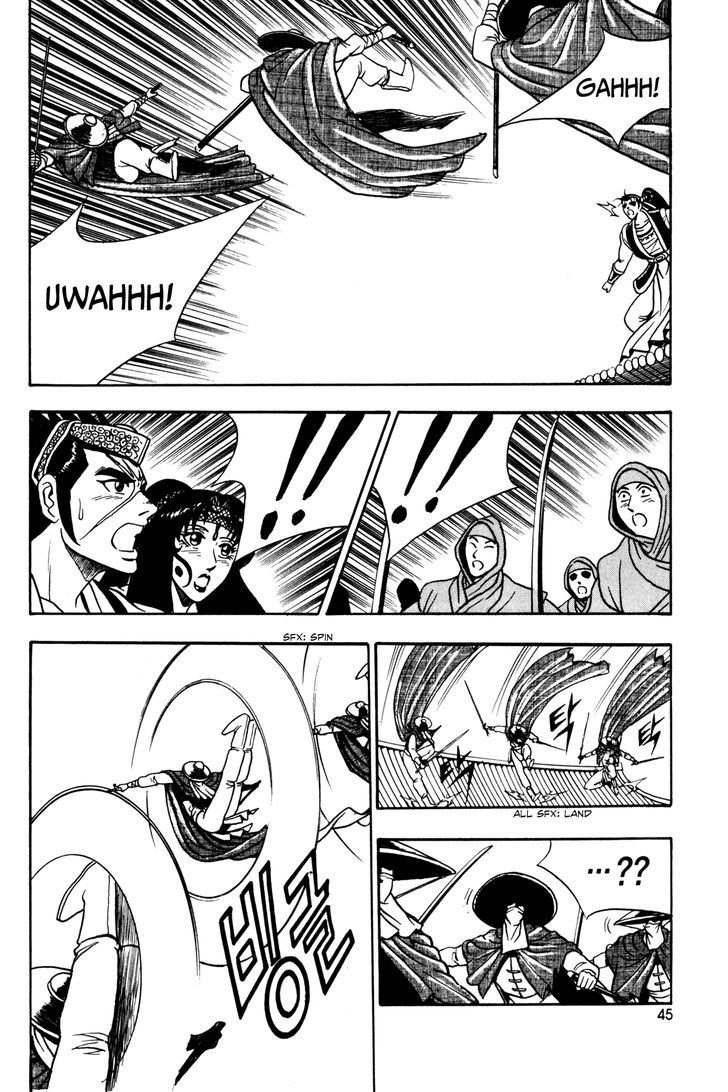 GAHHH!
UWAHHH!
!!
!!
SFX: SPIN
빙글
탁
탁
탁
ALL SFX: LAND
...??
45